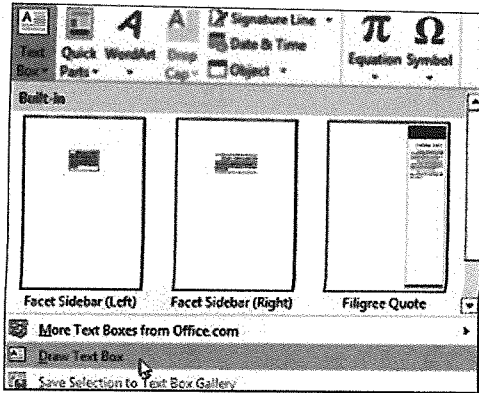 Text Box
Quick Parts
WordArt
Drop Cap
Signature Line
Date & Time
Object
Equation
Symbol
Built-in
Facet Sidebar (Left) Facet Sidebar (Right) Filigree Quote
More Text Boxes from Office.com
Draw Text Box
Save Selection to Text Box Gallery